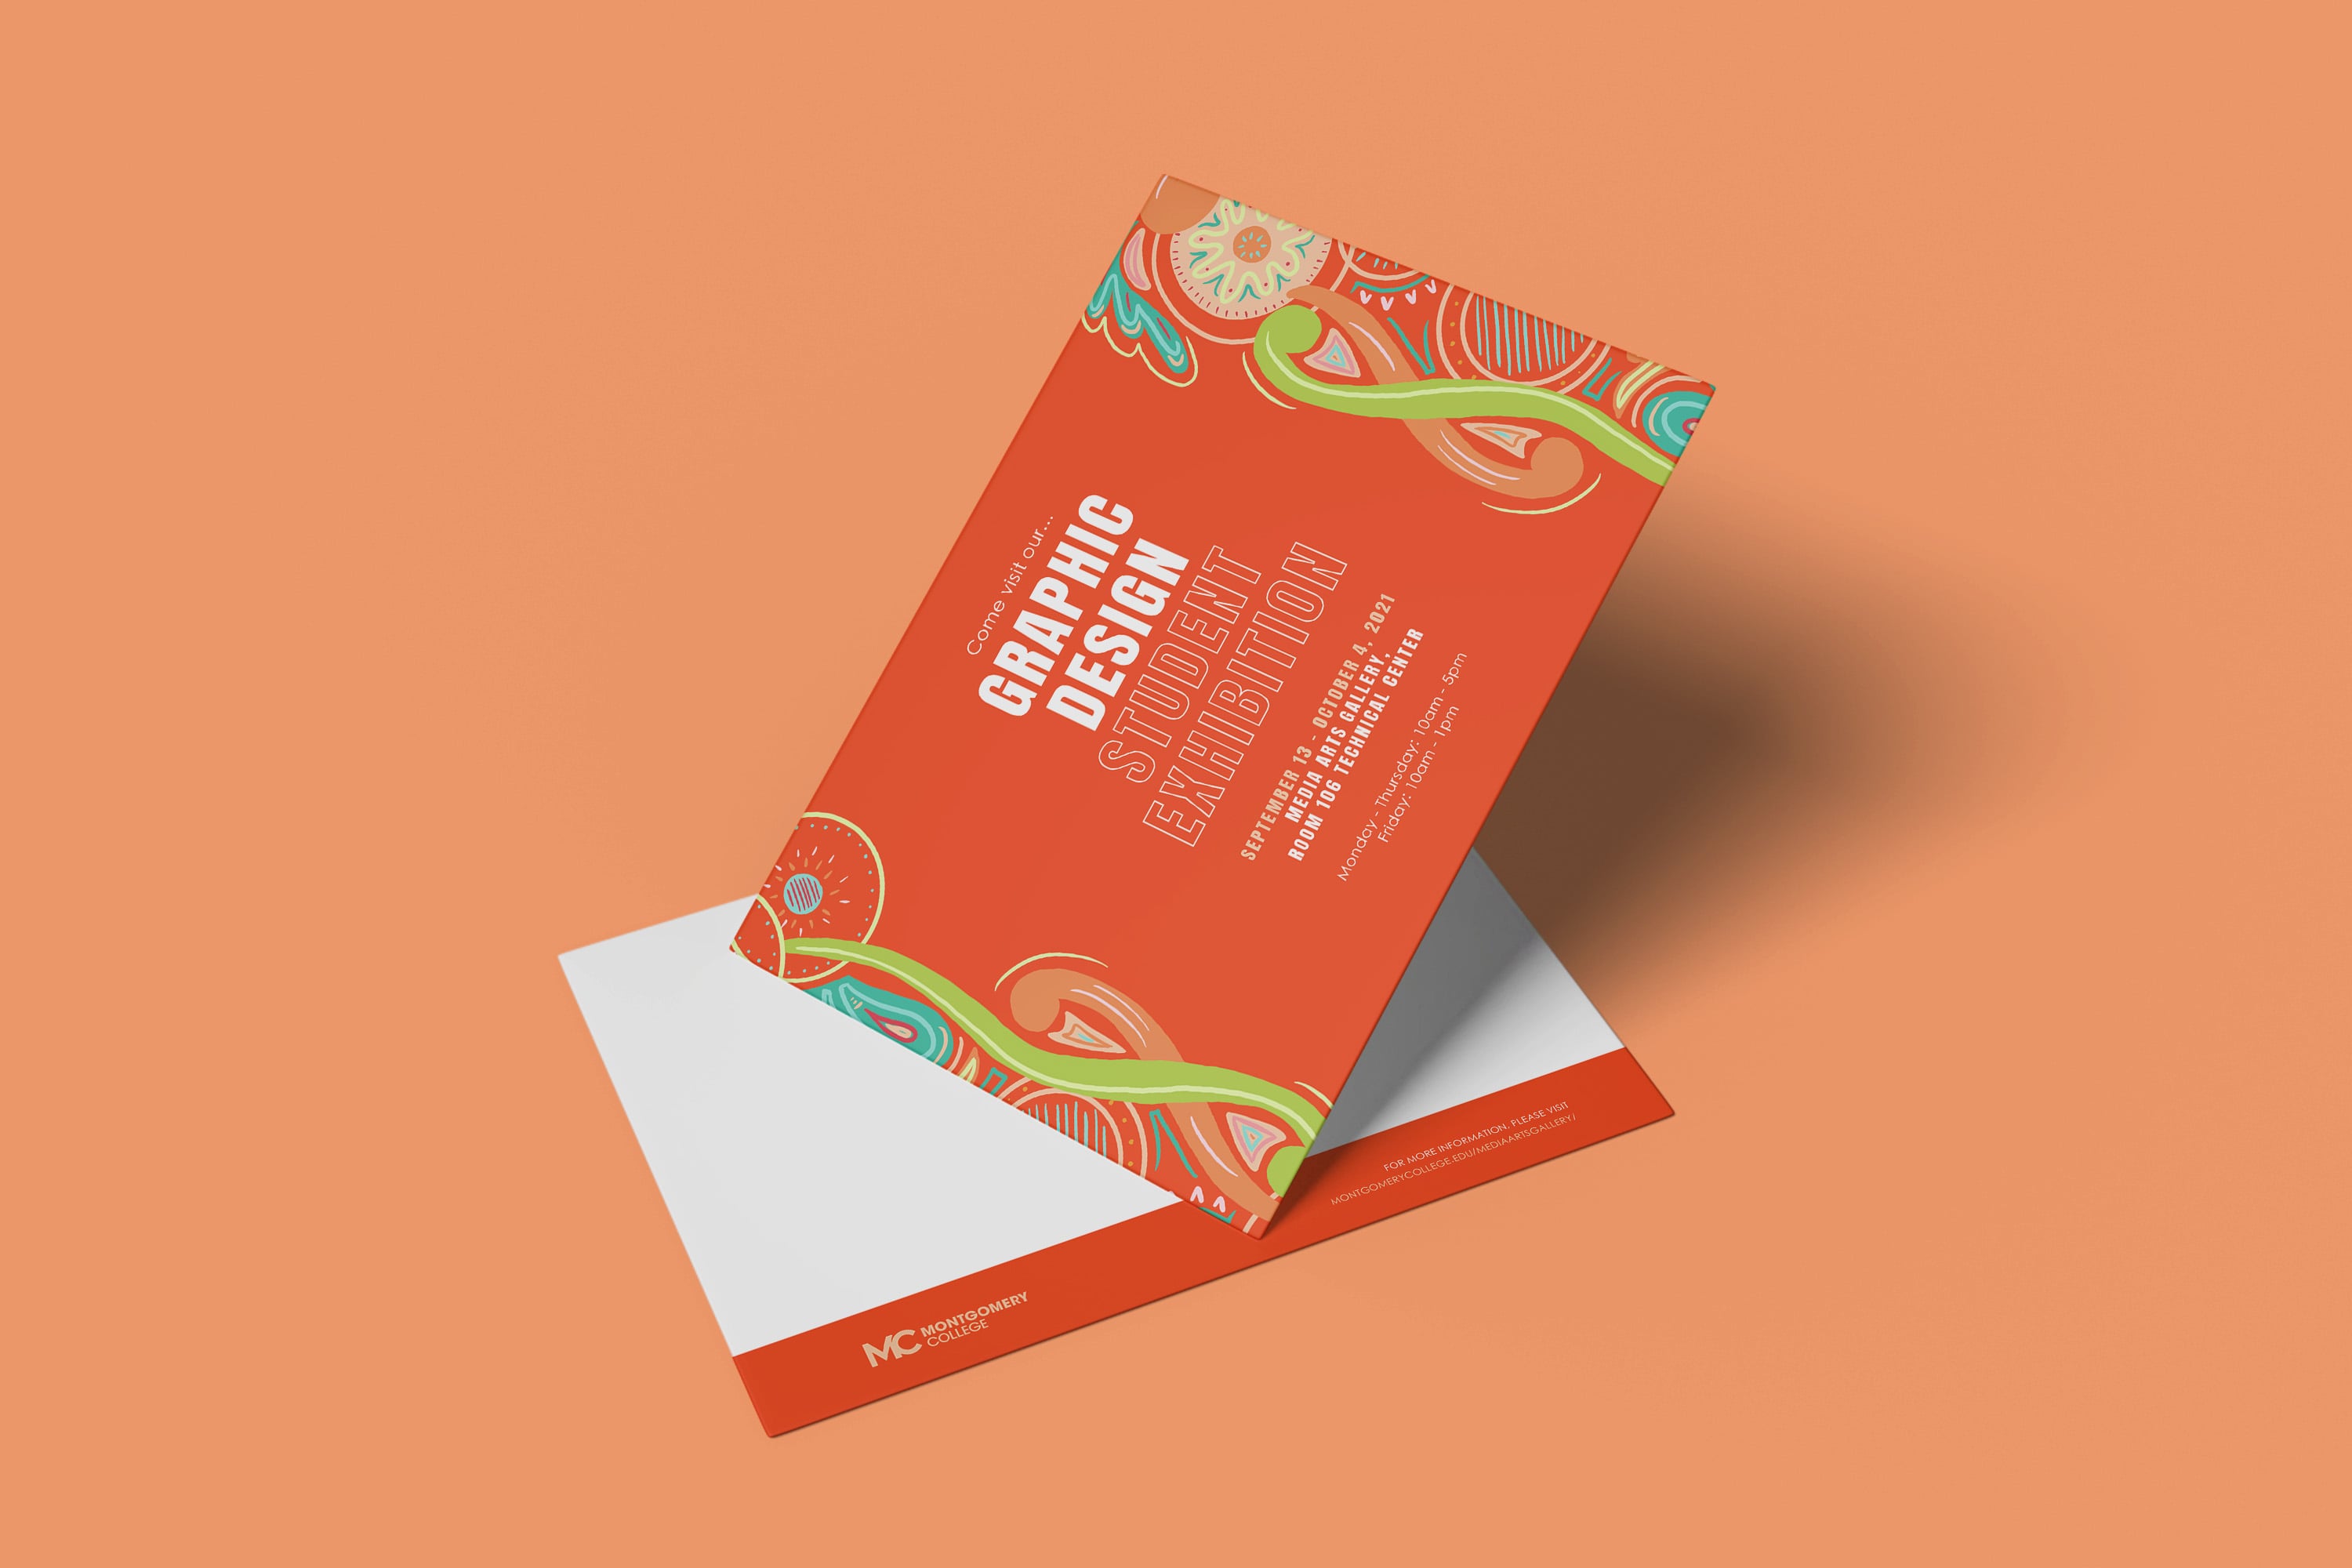 Come visit our...
GRAPHIC
DESIGN
STUDENT
EXHIBITION
SEPTEMBER 13 - OCTOBER 4, 2021
MEDIA ARTS GALLERY,
ROOM 106 TECHNICAL CENTER
Monday - Thursday: 10am - 5pm
Friday: 10am - 1pm
MC MONTGOMERY
COLLEGE
FOR MORE INFORMATION, PLEASE VISIT
MONTGOMERYCOLLEGE.EDU/MEDIAARTSGALLERY/